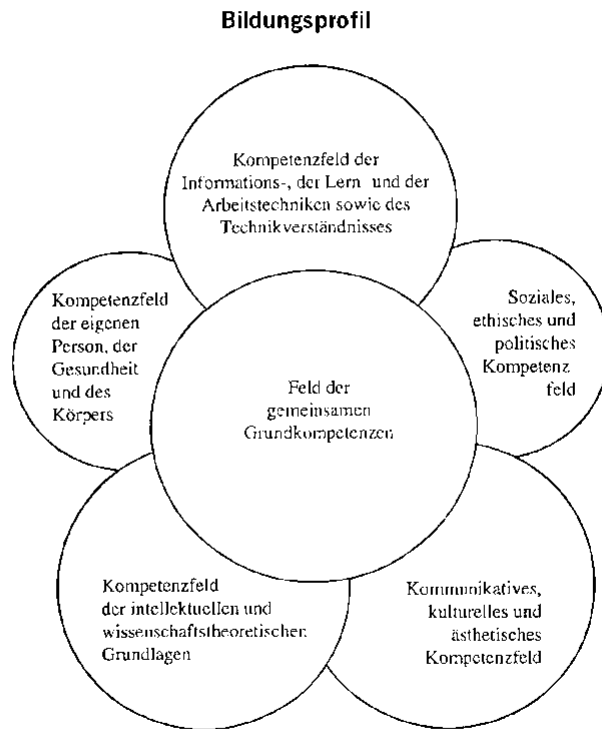 Bildungsprofil
Kompetenzfeld der
Informations-, der Lern- und der
Arbeitstechniken sowie des
Technikverständnisses
Kompetenzfeld
der eigenen
Person, der
Gesundheit
und des
Körpers
Soziales,
ethisches und
politisches
Kompetenz
feld
Feld der
gemeinsamen
Grundkompetenzen
Kompetenzfeld
der intellektuellen und
wissenschaftstheoretischen
Grundlagen
Kommunikatives,
kulturelles und
ästhetisches
Kompetenzfeld